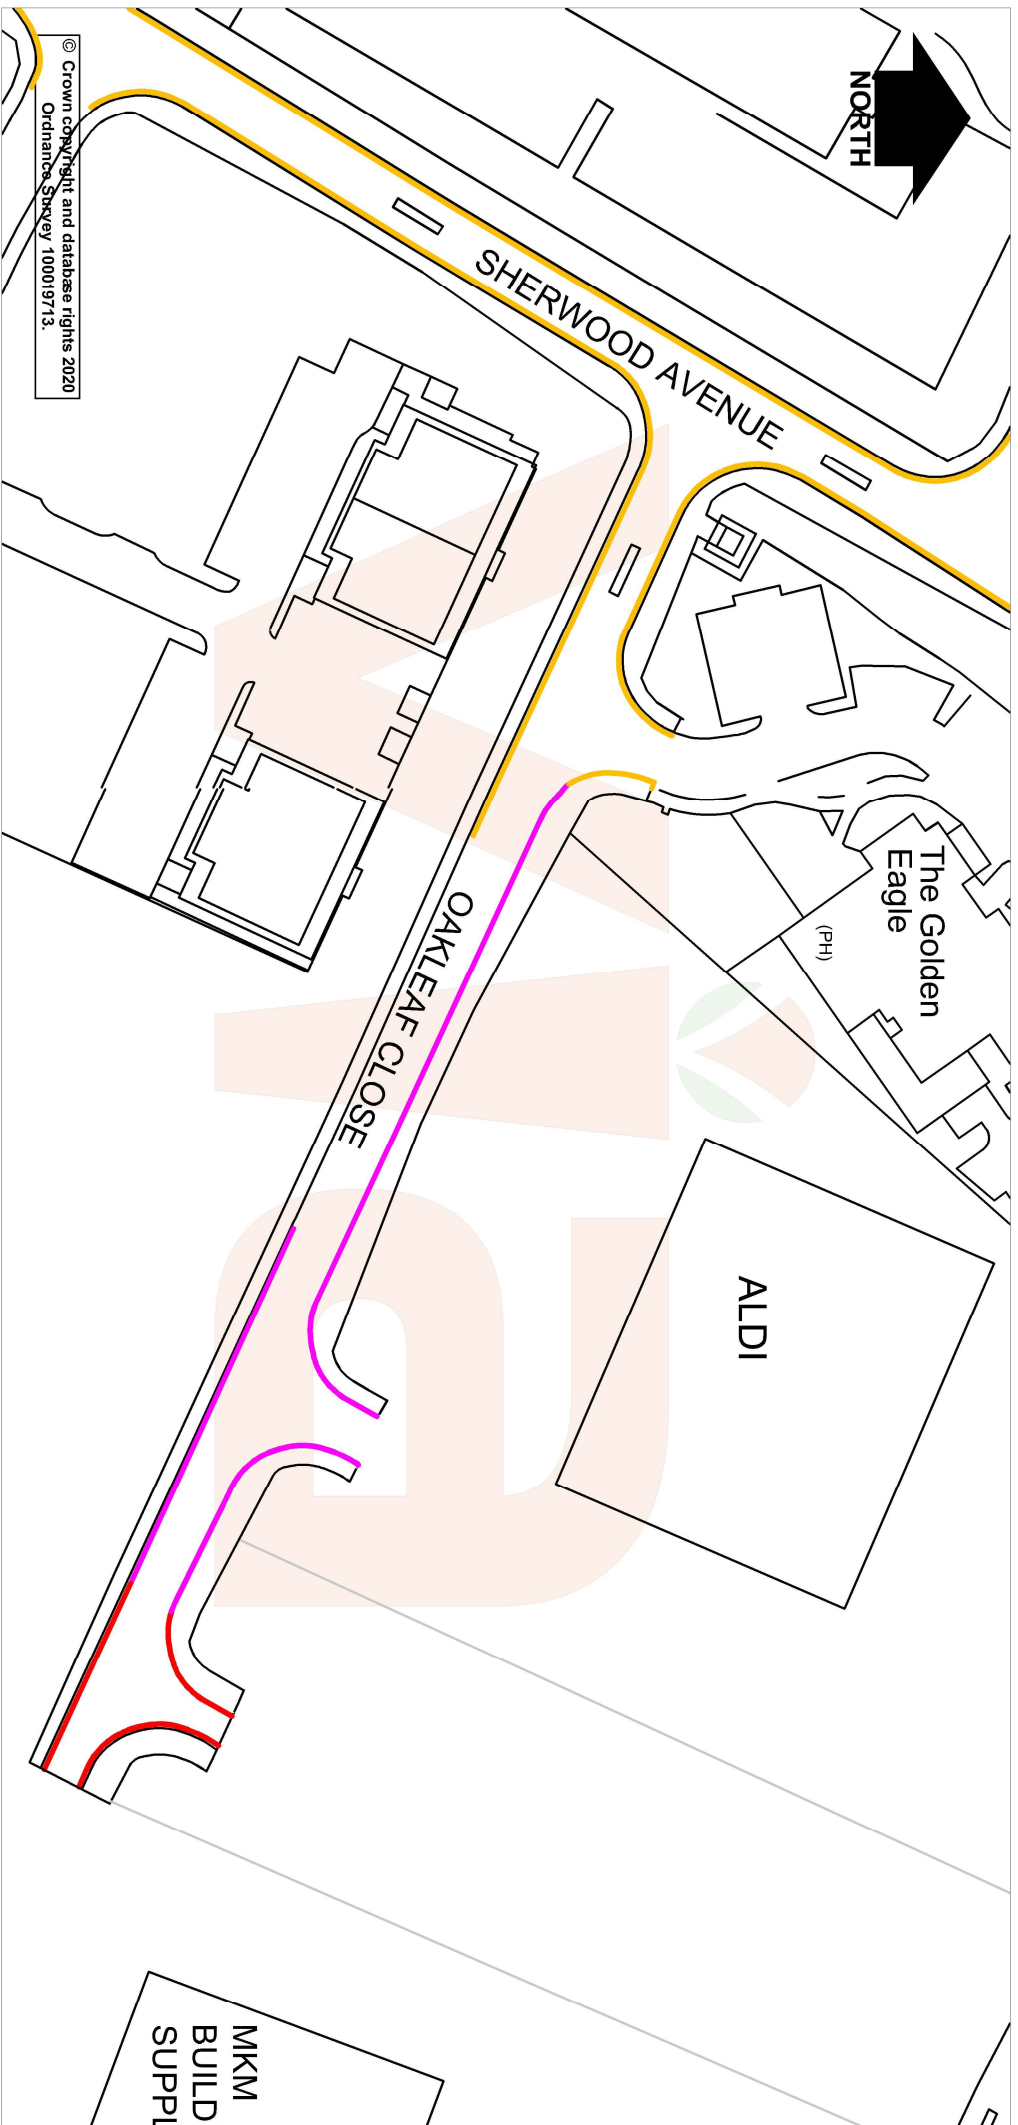 NORTH
© Crown copyright and database rights 2020
Ordnance Survey 100019713.
SHERWOOD AVENUE
The Golden
Eagle
(PH)
OAKLEAF CLOSE
ALDI
MKM
BUILD
SUPPL